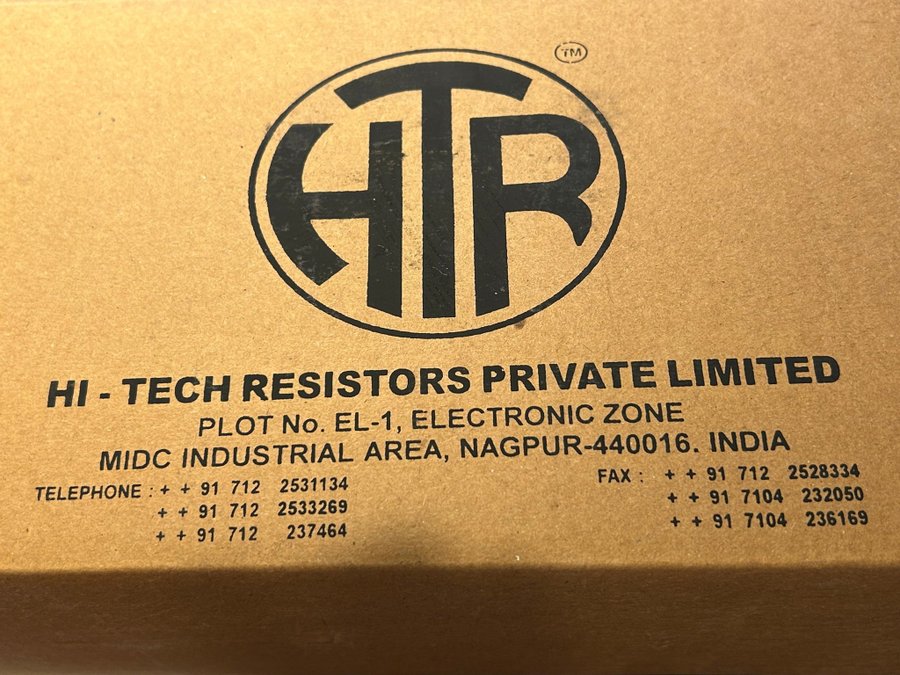 HTR
TM
HI - TECH RESISTORS PRIVATE LIMITED
PLOT No. EL-1, ELECTRONIC ZONE
MIDC INDUSTRIAL AREA, NAGPUR-440016. INDIA
TELEPHONE : + + 91 712 2531134
+ + 91 712 2533269
+ + 91 712 237464
FAX : + + 91 712 2528334
+ + 91 7104 232050
+ + 91 7104 236169